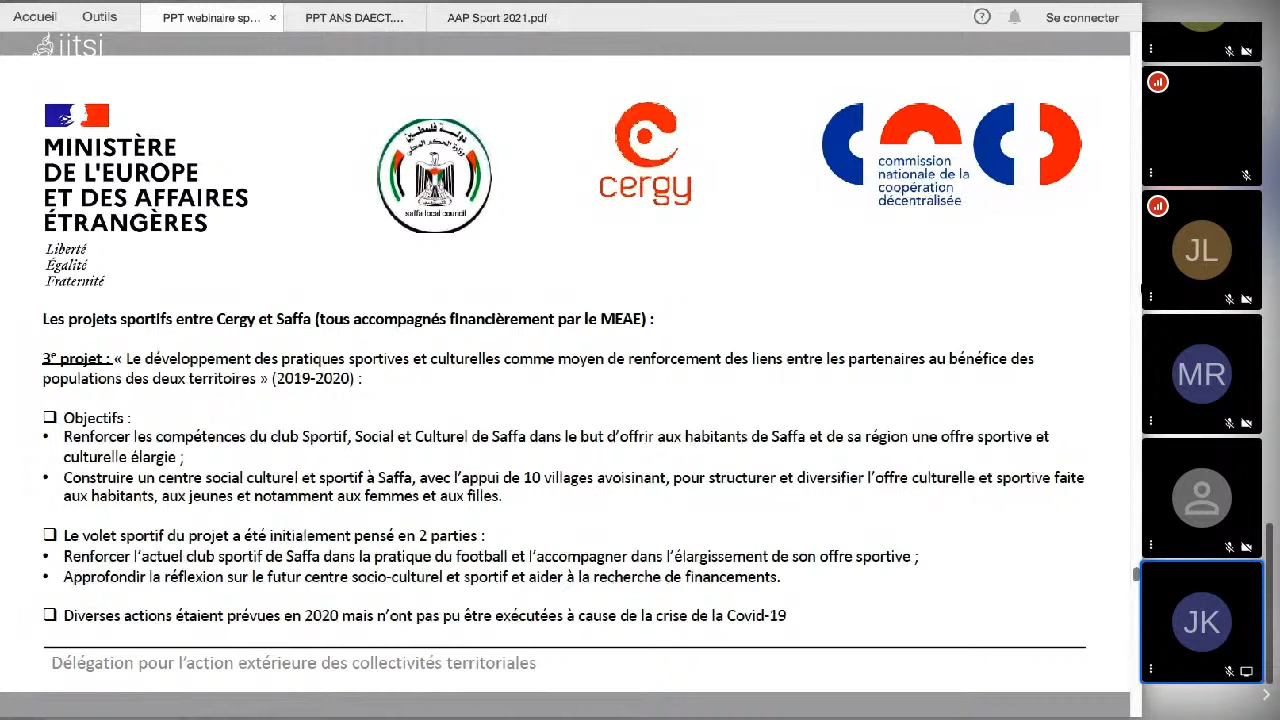 Accueil
Outils
PPT webinaire sp... ×
PPT ANS DAECT....
AAP Sport 2021.pdf
?
Se connecter
iitsi
MINISTÈRE
DE L'EUROPE
ET DES AFFAIRES
ÉTRANGÈRES
Liberté
Égalité
Fraternité
دولة فلسطين
وزارة الحكم المحلي
saffa local council
cergy
commission
nationale de la
coopération
décentralisée
Les projets sportifs entre Cergy et Saffa (tous accompagnés financièrement par le MEAE) :
3e projet : « Le développement des pratiques sportives et culturelles comme moyen de renforcement des liens entre les partenaires au bénéfice des
populations des deux territoires » (2019-2020) :
❑ Objectifs :
• Renforcer les compétences du club Sportif, Social et Culturel de Saffa dans le but d’offrir aux habitants de Saffa et de sa région une offre sportive et
culturelle élargie ;
• Construire un centre social culturel et sportif à Saffa, avec l’appui de 10 villages avoisinant, pour structurer et diversifier l’offre culturelle et sportive faite
aux habitants, aux jeunes et notamment aux femmes et aux filles.
❑ Le volet sportif du projet a été initialement pensé en 2 parties :
• Renforcer l’actuel club sportif de Saffa dans la pratique du football et l’accompagner dans l’élargissement de son offre sportive ;
• Approfondir la réflexion sur le futur centre socio-culturel et sportif et aider à la recherche de financements.
❑ Diverses actions étaient prévues en 2020 mais n’ont pas pu être exécutées à cause de la crise de la Covid-19
Délégation pour l’action extérieure des collectivités territoriales
JL
MR
JK